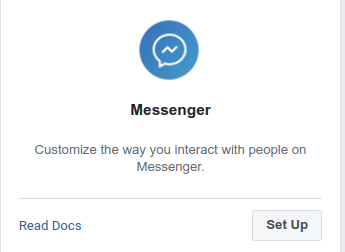 Messenger
Customize the way you interact with people on
Messenger.
Read Docs
Set Up